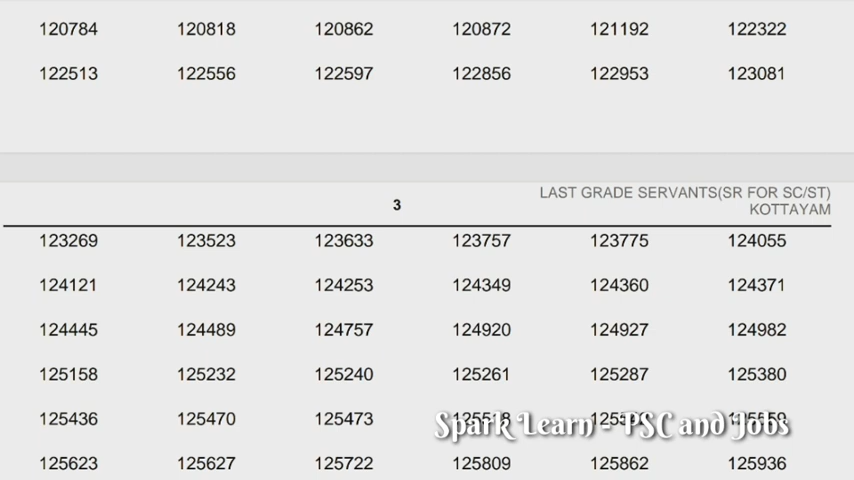 120784 120818 120862 120872 121192 122322
122513 122556 122597 122856 122953 123081
LAST GRADE SERVANTS(SR FOR SC/ST)
3
KOTTAYAM
123269 123523 123633 123757 123775 124055
124121 124243 124253 124349 124360 124371
124445 124489 124757 124920 124927 124982
125158 125232 125240 125261 125287 125380
125436 125470 125473
Spark Learn - PSC and Jobs
125623 125627 125722 125809 125862 125936